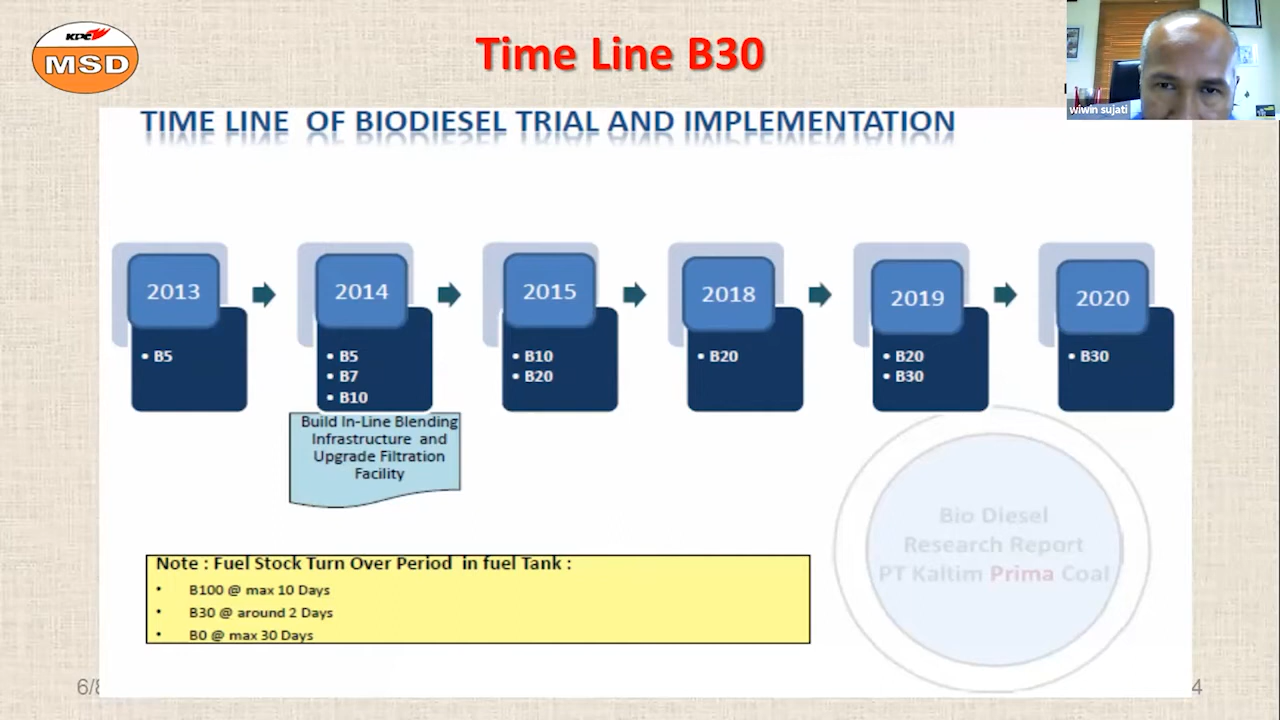 KPC
MSD
Time Line B30
wiwin sujati
TIME LINE OF BIODIESEL TRIAL AND IMPLEMENTATION
2013
• B5
2014
• B5
• B7
• B10
2015
• B10
• B20
2018
• B20
2019
• B20
• B30
2020
• B30
Build In-Line Blending
Infrastructure and
Upgrade Filtration
Facility
Bio Diesel
Research Report
PT Kaltim Prima Coal
Note : Fuel Stock Turn Over Period in fuel Tank :
• B100 @ max 10 Days
• B30 @ around 2 Days
• B0 @ max 30 Days
6/8
4